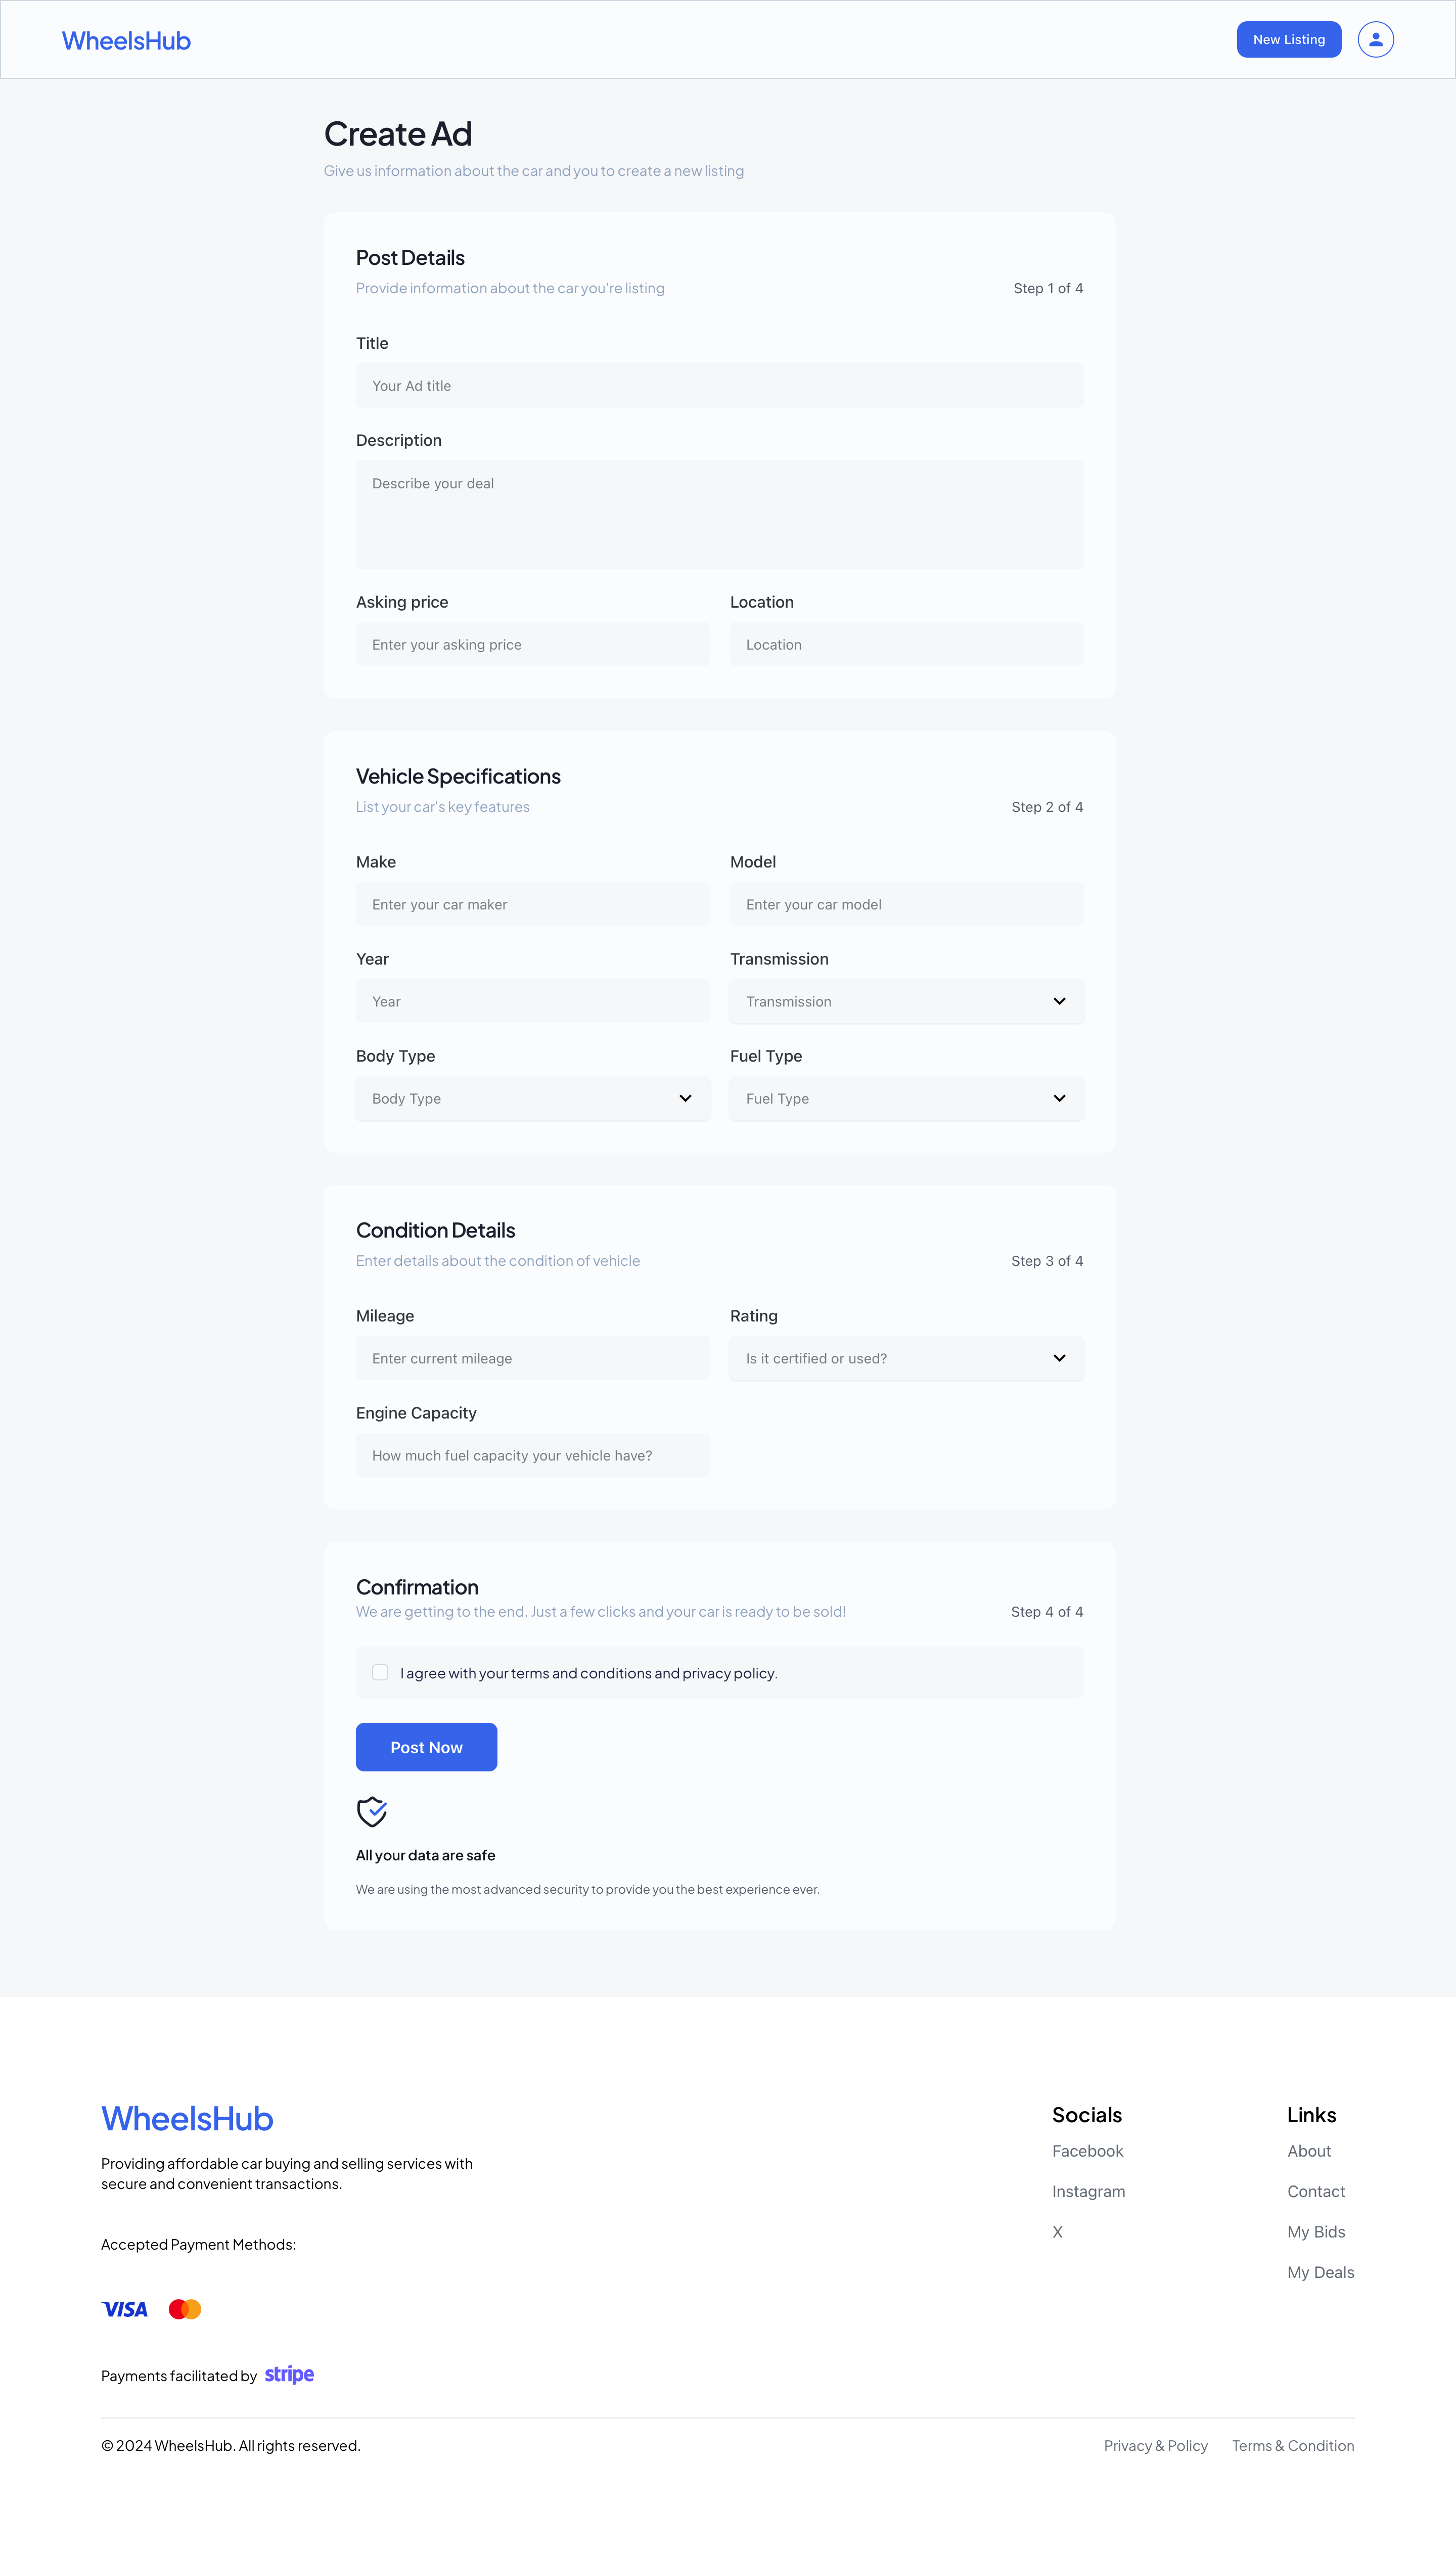 WheelsHub
New Listing
Create Ad
Give us information about the car and you to create a new listing
Post Details
Provide information about the car you're listing
Step 1 of 4
Title
Your Ad title
Description
Describe your deal
Asking price
Location
Enter your asking price
Location
Vehicle Specifications
List your car's key features
Step 2 of 4
Make
Model
Enter your car maker
Enter your car model
Year
Transmission
Year
Transmission
Body Type
Fuel Type
Body Type
Fuel Type
Condition Details
Enter details about the condition of vehicle
Step 3 of 4
Mileage
Rating
Enter current mileage
Is it certified or used?
Engine Capacity
How much fuel capacity your vehicle have?
Confirmation
We are getting to the end. Just a few clicks and your car is ready to be sold!
Step 4 of 4
I agree with your terms and conditions and privacy policy.
Post Now
All your data are safe
We are using the most advanced security to provide you the best experience ever.
WheelsHub
Providing affordable car buying and selling services with
secure and convenient transactions.
Accepted Payment Methods:
VISA
Payments facilitated by stripe
Socials
Facebook
Instagram
X
Links
About
Contact
My Bids
My Deals
© 2024 WheelsHub. All rights reserved.
Privacy & Policy
Terms & Condition